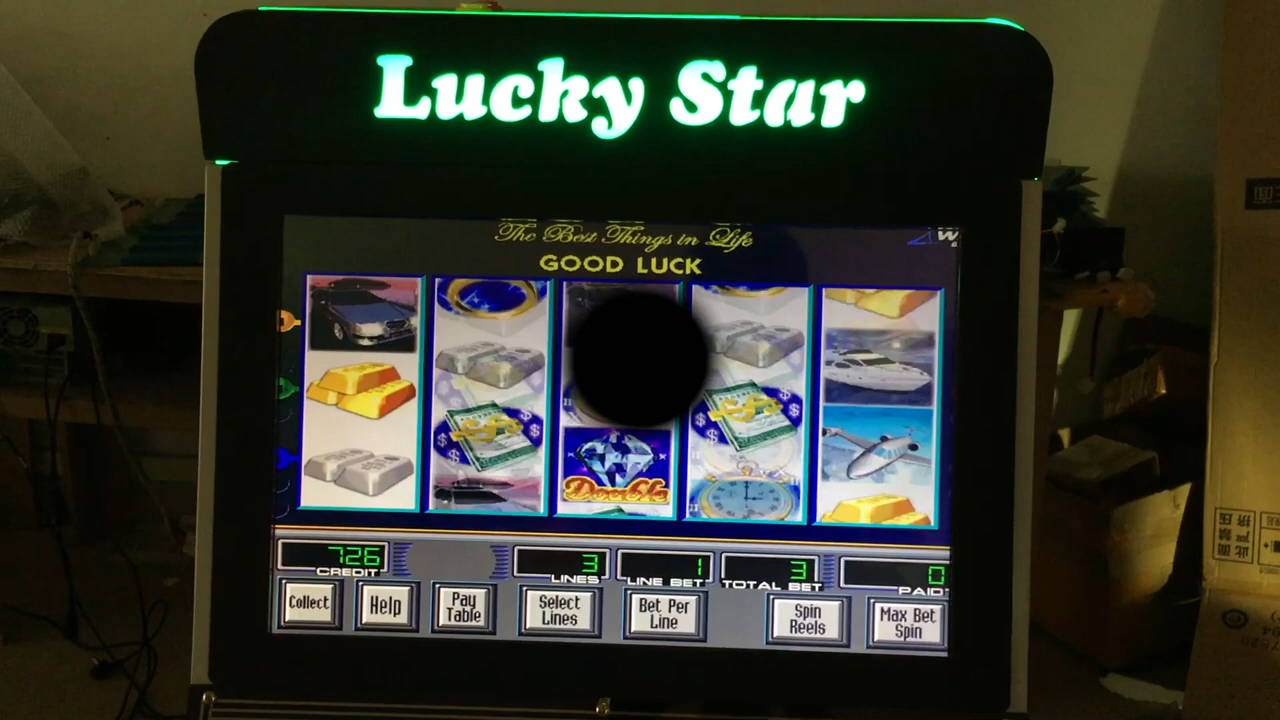 Lucky Star
The Best Things in Life
GOOD LUCK
W
Double
726
CREDIT
3
LINES
1
LINE BET
3
TOTAL BET
0
PAID
Collect
Help
Pay
Table
Select
Lines
Bet Per
Line
Spin
Reels
Max Bet
Spin